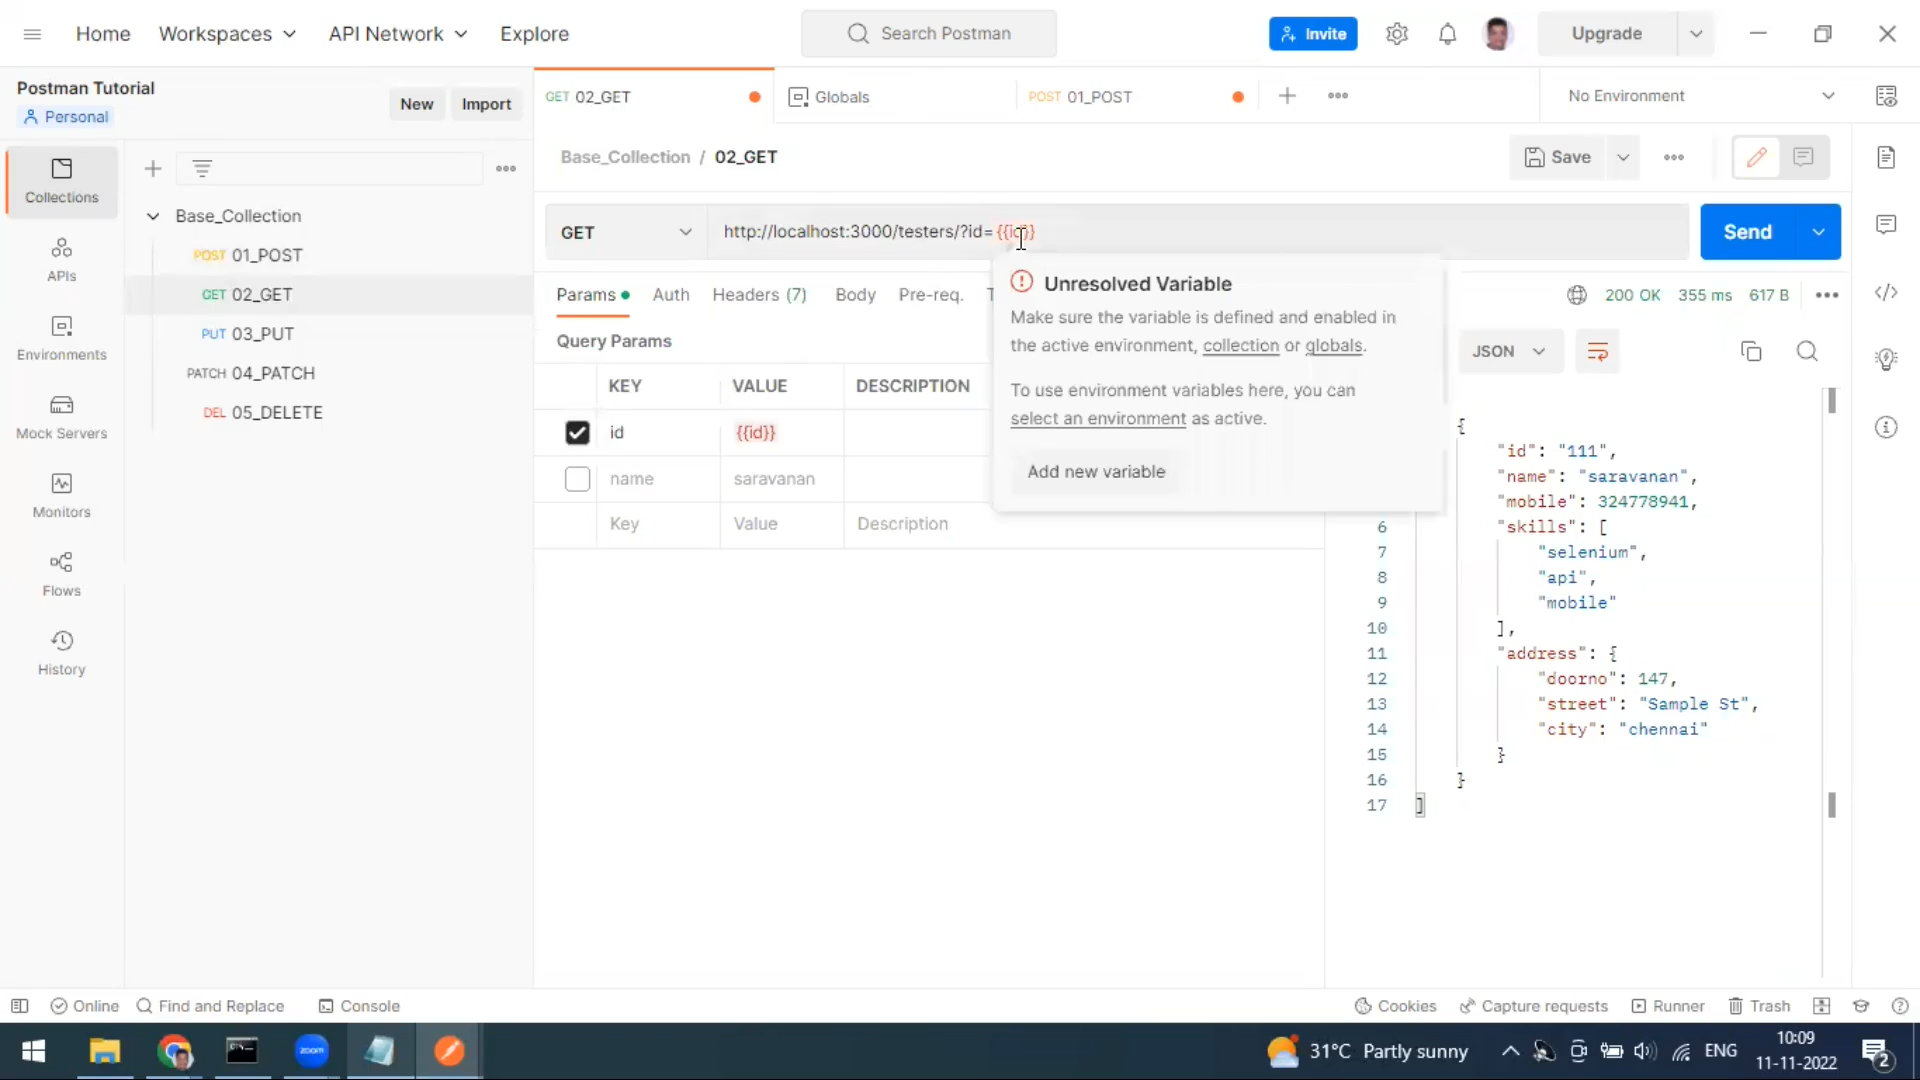 Home
Workspaces
API Network
Explore
Search Postman
Invite
Upgrade
Postman Tutorial
Personal
New
Import
GET 02_GET
Globals
POST 01_POST
No Environment
Base_Collection / 02_GET
Save
Collections
APIs
Environments
Mock Servers
Monitors
Flows
History
Base_Collection
POST 01_POST
GET 02_GET
PUT 03_PUT
PATCH 04_PATCH
DEL 05_DELETE
GET
http://localhost:3000/testers/?id={{id}}
Send
Params
Auth
Headers (7)
Body
Pre-req.
T
200 OK 355 ms 617 B
Query Params
KEY VALUE DESCRIPTION
id {{id}}
name saravanan
Key Value Description
Unresolved Variable
Make sure the variable is defined and enabled in
the active environment, collection or globals.
To use environment variables here, you can
select an environment as active.
Add new variable
JSON
{
"id": "111",
"name": "saravanan",
"mobile": 324778941,
6 "skills": [
7 "selenium",
8 "api",
9 "mobile"
10 ],
11 "address": {
12 "doorno": 147,
13 "street": "Sample St",
14 "city": "chennai"
15 }
16 }
17 ]
Online
Find and Replace
Console
Cookies
Capture requests
Runner
Trash
zoom
31°C Partly sunny
ENG
10:09
11-11-2022
2